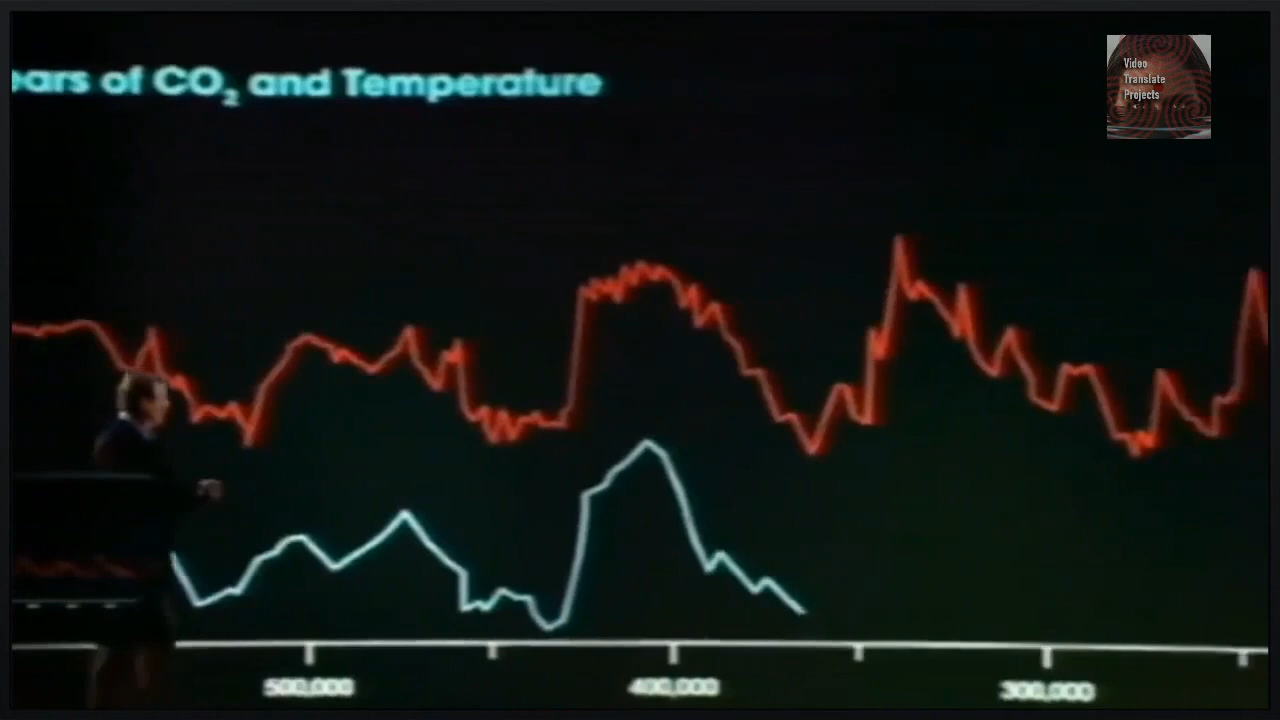 ears of CO₂ and Temperature
Video
Translate
Projects
500,000
400,000
300,000